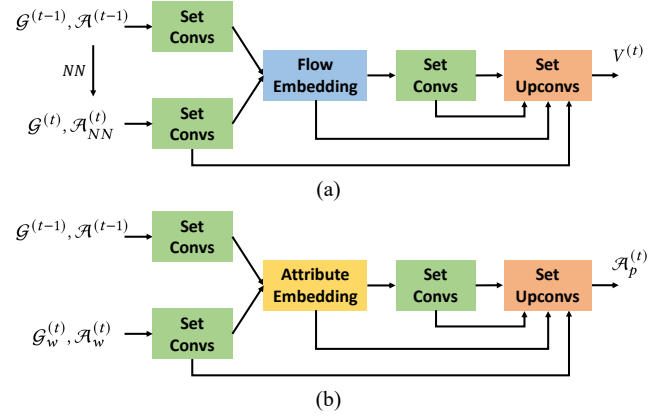 𝒢^(t−1), 𝒜^(t−1)
Set
Convs
NN
Flow
Embedding
Set
Convs
Set
Upconvs
V^(t)
𝒢^(t), 𝒜_NN^(t)
Set
Convs
(a)
𝒢^(t−1), 𝒜^(t−1)
Set
Convs
Attribute
Embedding
Set
Convs
Set
Upconvs
𝒜_p^(t)
𝒢_w^(t), 𝒜_w^(t)
Set
Convs
(b)